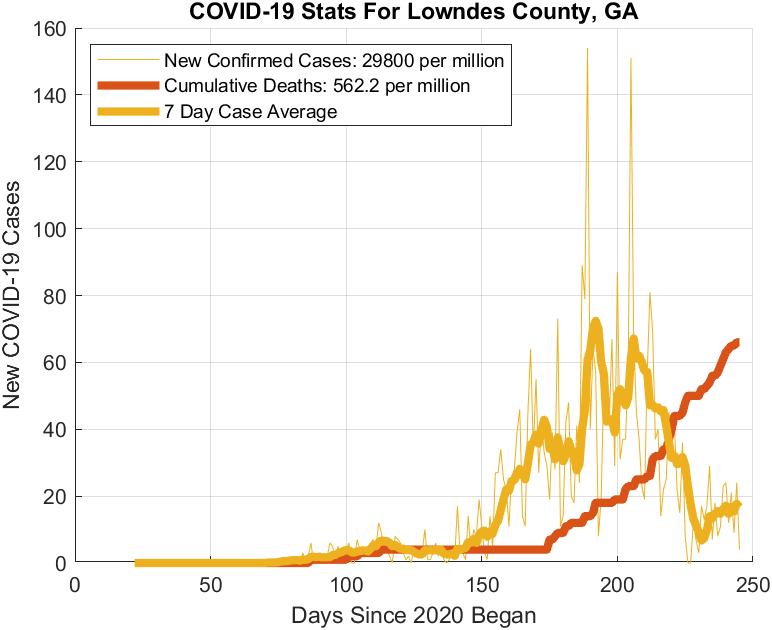 COVID-19 Stats For Lowndes County, GA
New Confirmed Cases: 29800 per million
Cumulative Deaths: 562.2 per million
7 Day Case Average
New COVID-19 Cases
160
140
120
100
80
60
40
20
0
0 50 100 150 200 250
Days Since 2020 Began